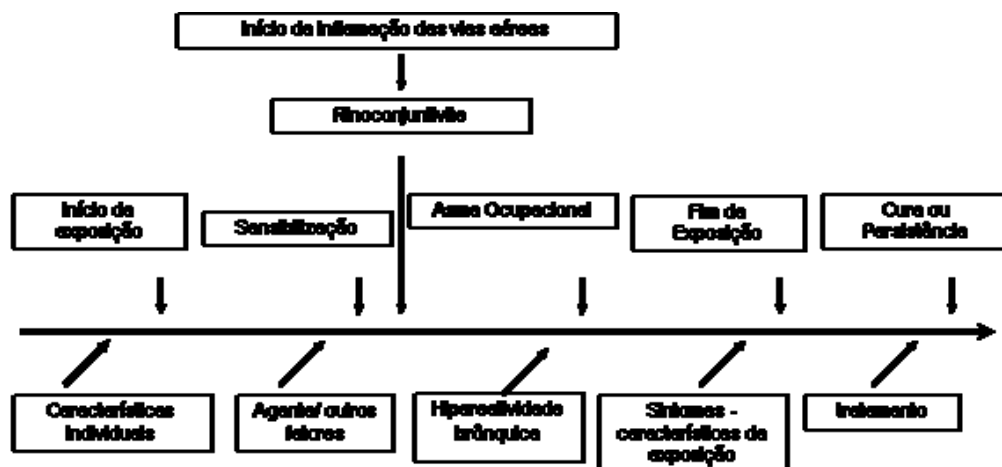 Início da inflamação das vias aéreas
Rinoconjuntivite
Início da
exposição
Sensibilização
Asma Ocupacional
Fim da
Exposição
Cura ou
Persistência
Características
individuais
Agente/ outros
fatores
Hiperreatividade
brônquica
Sintomas -
características da
exposição
tratamento